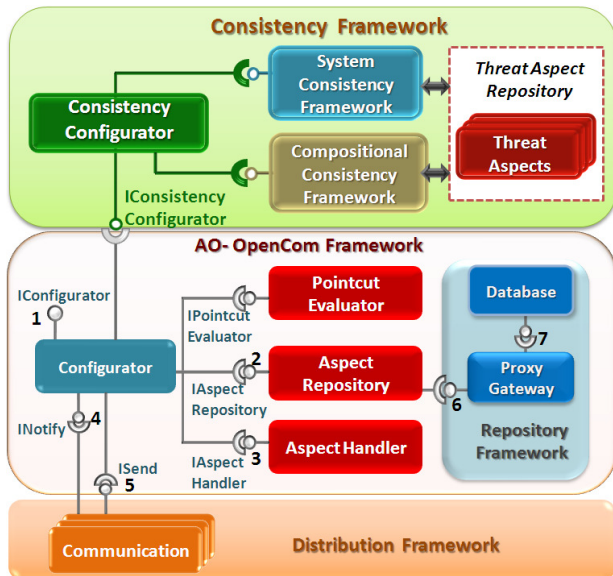 Consistency Framework
System
Consistency
Framework
Threat Aspect
Repository
Consistency
Configurator
Threat
Aspects
Compositional
Consistency
Framework
IConsistency
Configurator
AO- OpenCom Framework
IConfigurator
1
Pointcut
Evaluator
IPointcut
Evaluator
Database
7
Configurator
2
Aspect
Repository
IAspect
Repository
Proxy
Gateway
6
4
INotify
3
Aspect Handler
IAspect
Handler
Repository
Framework
ISend
5
Communication
Distribution Framework